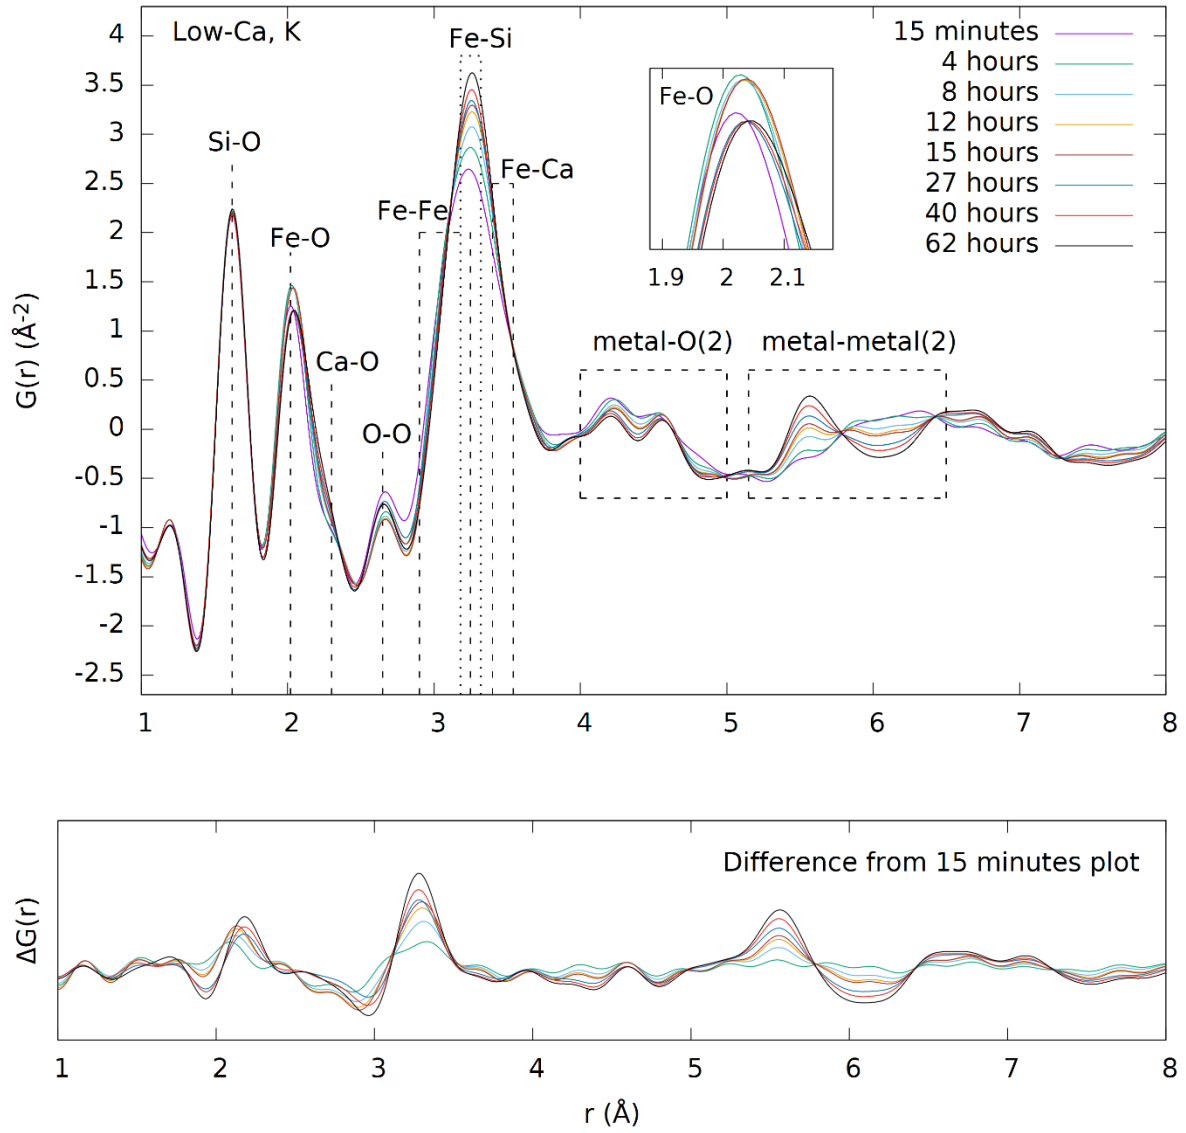 Low-Ca, K
Fe-Si
15 minutes
4 hours
8 hours
12 hours
15 hours
27 hours
40 hours
62 hours
Fe-O
1.9 2 2.1
Si-O
Fe-Ca
Fe-Fe
Fe-O
Ca-O
O-O
metal-O(2) metal-metal(2)
G(r) (Å-2)
4
3.5
3
2.5
2
1.5
1
0.5
0
-0.5
-1
-1.5
-2
-2.5
1 2 3 4 5 6 7 8
Difference from 15 minutes plot
ΔG(r)
1 2 3 4 5 6 7 8
r (Å)